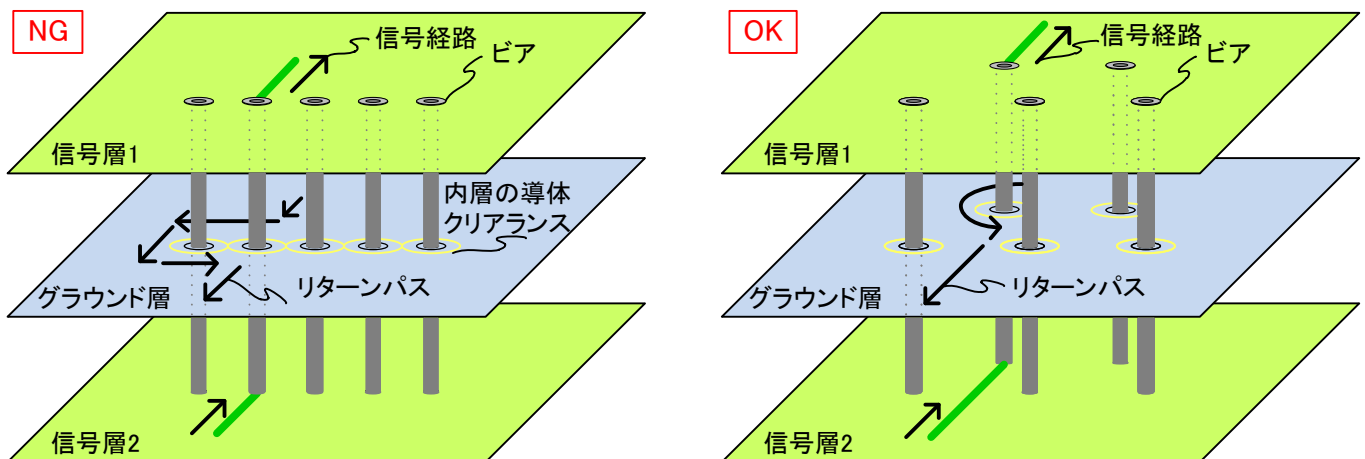 NG
信号経路
ビア
信号層1
内層の導体
クリアランス
グラウンド層
リターンパス
信号層2
OK
信号経路
ビア
信号層1
グラウンド層
リターンパス
信号層2